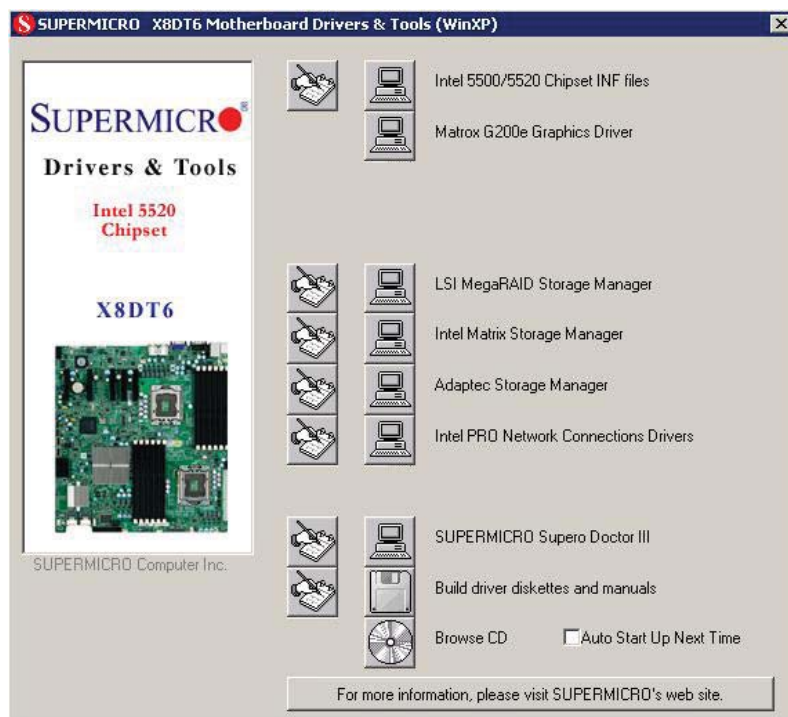 SUPERMICRO X8DT6 Motherboard Drivers & Tools (WinXP)
SUPERMICRO
Drivers & Tools
Intel 5520
Chipset
X8DT6
SUPERMICRO Computer Inc.
Intel 5500/5520 Chipset INF files
Matrox G200e Graphics Driver
LSI MegaRAID Storage Manager
Intel Matrix Storage Manager
Adaptec Storage Manager
Intel PRO Network Connections Drivers
SUPERMICRO Supero Doctor III
Build driver diskettes and manuals
Browse CD Auto Start Up Next Time
For more information, please visit SUPERMICRO's web site.